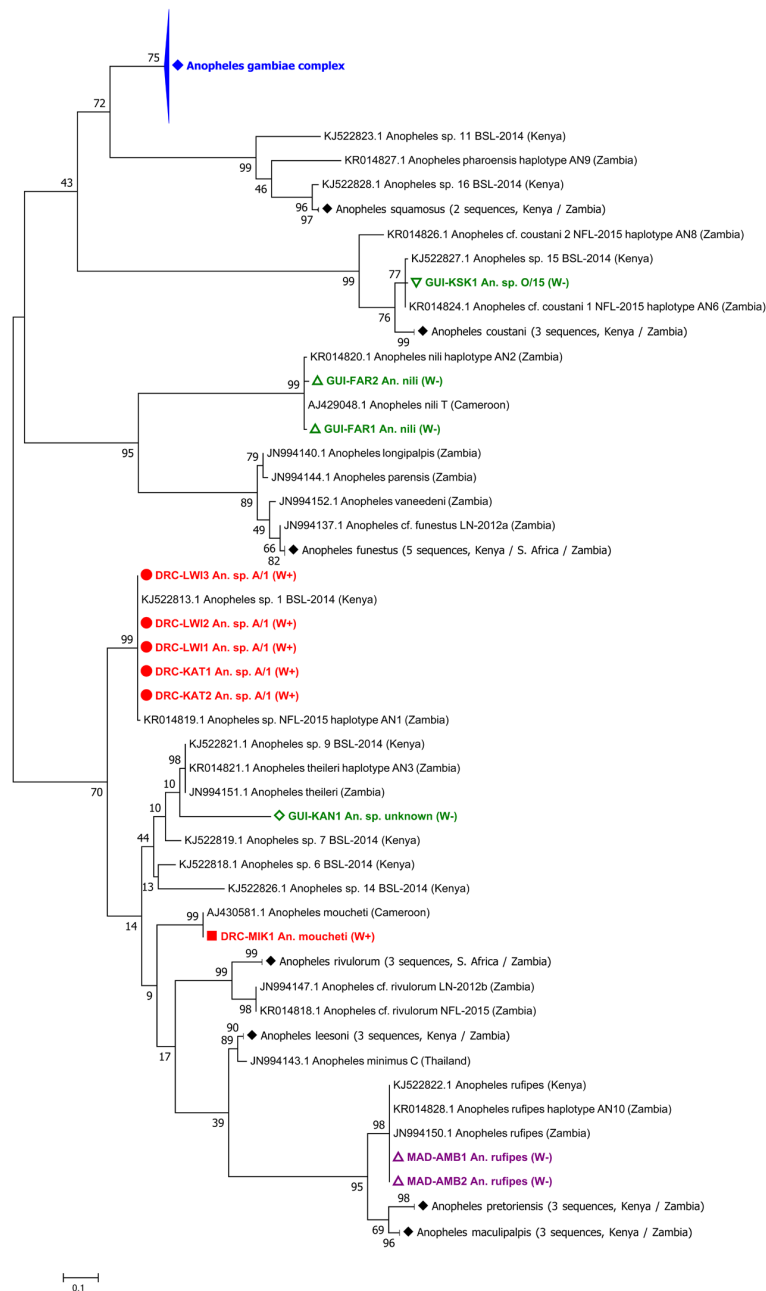 75
Anopheles gambiae complex
72
KJ522823.1 Anopheles sp. 11 BSL-2014 (Kenya)
99
KR014827.1 Anopheles pharoensis haplotype AN9 (Zambia)
46
KJ522828.1 Anopheles sp. 16 BSL-2014 (Kenya)
43
96
Anopheles squamosus (2 sequences, Kenya / Zambia)
97
KR014826.1 Anopheles cf. coustani 2 NFL-2015 haplotype AN8 (Zambia)
99
KJ522827.1 Anopheles sp. 15 BSL-2014 (Kenya)
77
GUI-KSK1 An. sp. O/15 (W-)
76
KR014824.1 Anopheles cf. coustani 1 NFL-2015 haplotype AN6 (Zambia)
Anopheles coustani (3 sequences, Kenya / Zambia)
99
KR014820.1 Anopheles nili haplotype AN2 (Zambia)
99
GUI-FAR2 An. nili (W-)
AJ429048.1 Anopheles nili T (Cameroon)
GUI-FAR1 An. nili (W-)
95
79
JN994140.1 Anopheles longipalpis (Zambia)
JN994144.1 Anopheles parensis (Zambia)
89
JN994152.1 Anopheles vaneedeni (Zambia)
49
JN994137.1 Anopheles cf. funestus LN-2012a (Zambia)
66
Anopheles funestus (5 sequences, Kenya / S. Africa / Zambia)
82
DRC-LWI3 An. sp. A/1 (W+)
KJ522813.1 Anopheles sp. 1 BSL-2014 (Kenya)
DRC-LWI2 An. sp. A/1 (W+)
99
DRC-LWI1 An. sp. A/1 (W+)
DRC-KAT1 An. sp. A/1 (W+)
DRC-KAT2 An. sp. A/1 (W+)
KR014819.1 Anopheles sp. NFL-2015 haplotype AN1 (Zambia)
70
KJ522821.1 Anopheles sp. 9 BSL-2014 (Kenya)
98
KR014821.1 Anopheles theileri haplotype AN3 (Zambia)
10
JN994151.1 Anopheles theileri (Zambia)
10
GUI-KAN1 An. sp. unknown (W-)
44
KJ522819.1 Anopheles sp. 7 BSL-2014 (Kenya)
KJ522818.1 Anopheles sp. 6 BSL-2014 (Kenya)
13
KJ522826.1 Anopheles sp. 14 BSL-2014 (Kenya)
14
99
AJ430581.1 Anopheles moucheti (Cameroon)
DRC-MIK1 An. moucheti (W+)
9
99
Anopheles rivulorum (3 sequences, S. Africa / Zambia)
99
JN994147.1 Anopheles cf. rivulorum LN-2012b (Zambia)
98
KR014818.1 Anopheles cf. rivulorum NFL-2015 (Zambia)
17
90
Anopheles leesoni (3 sequences, Kenya / Zambia)
89
JN994143.1 Anopheles minimus C (Thailand)
39
KJ522822.1 Anopheles rufipes (Kenya)
KR014828.1 Anopheles rufipes haplotype AN10 (Zambia)
98
JN994150.1 Anopheles rufipes (Zambia)
MAD-AMB1 An. rufipes (W-)
MAD-AMB2 An. rufipes (W-)
95
98
Anopheles pretoriensis (3 sequences, Kenya / Zambia)
69
Anopheles maculipalpis (3 sequences, Kenya / Zambia)
96
0.1